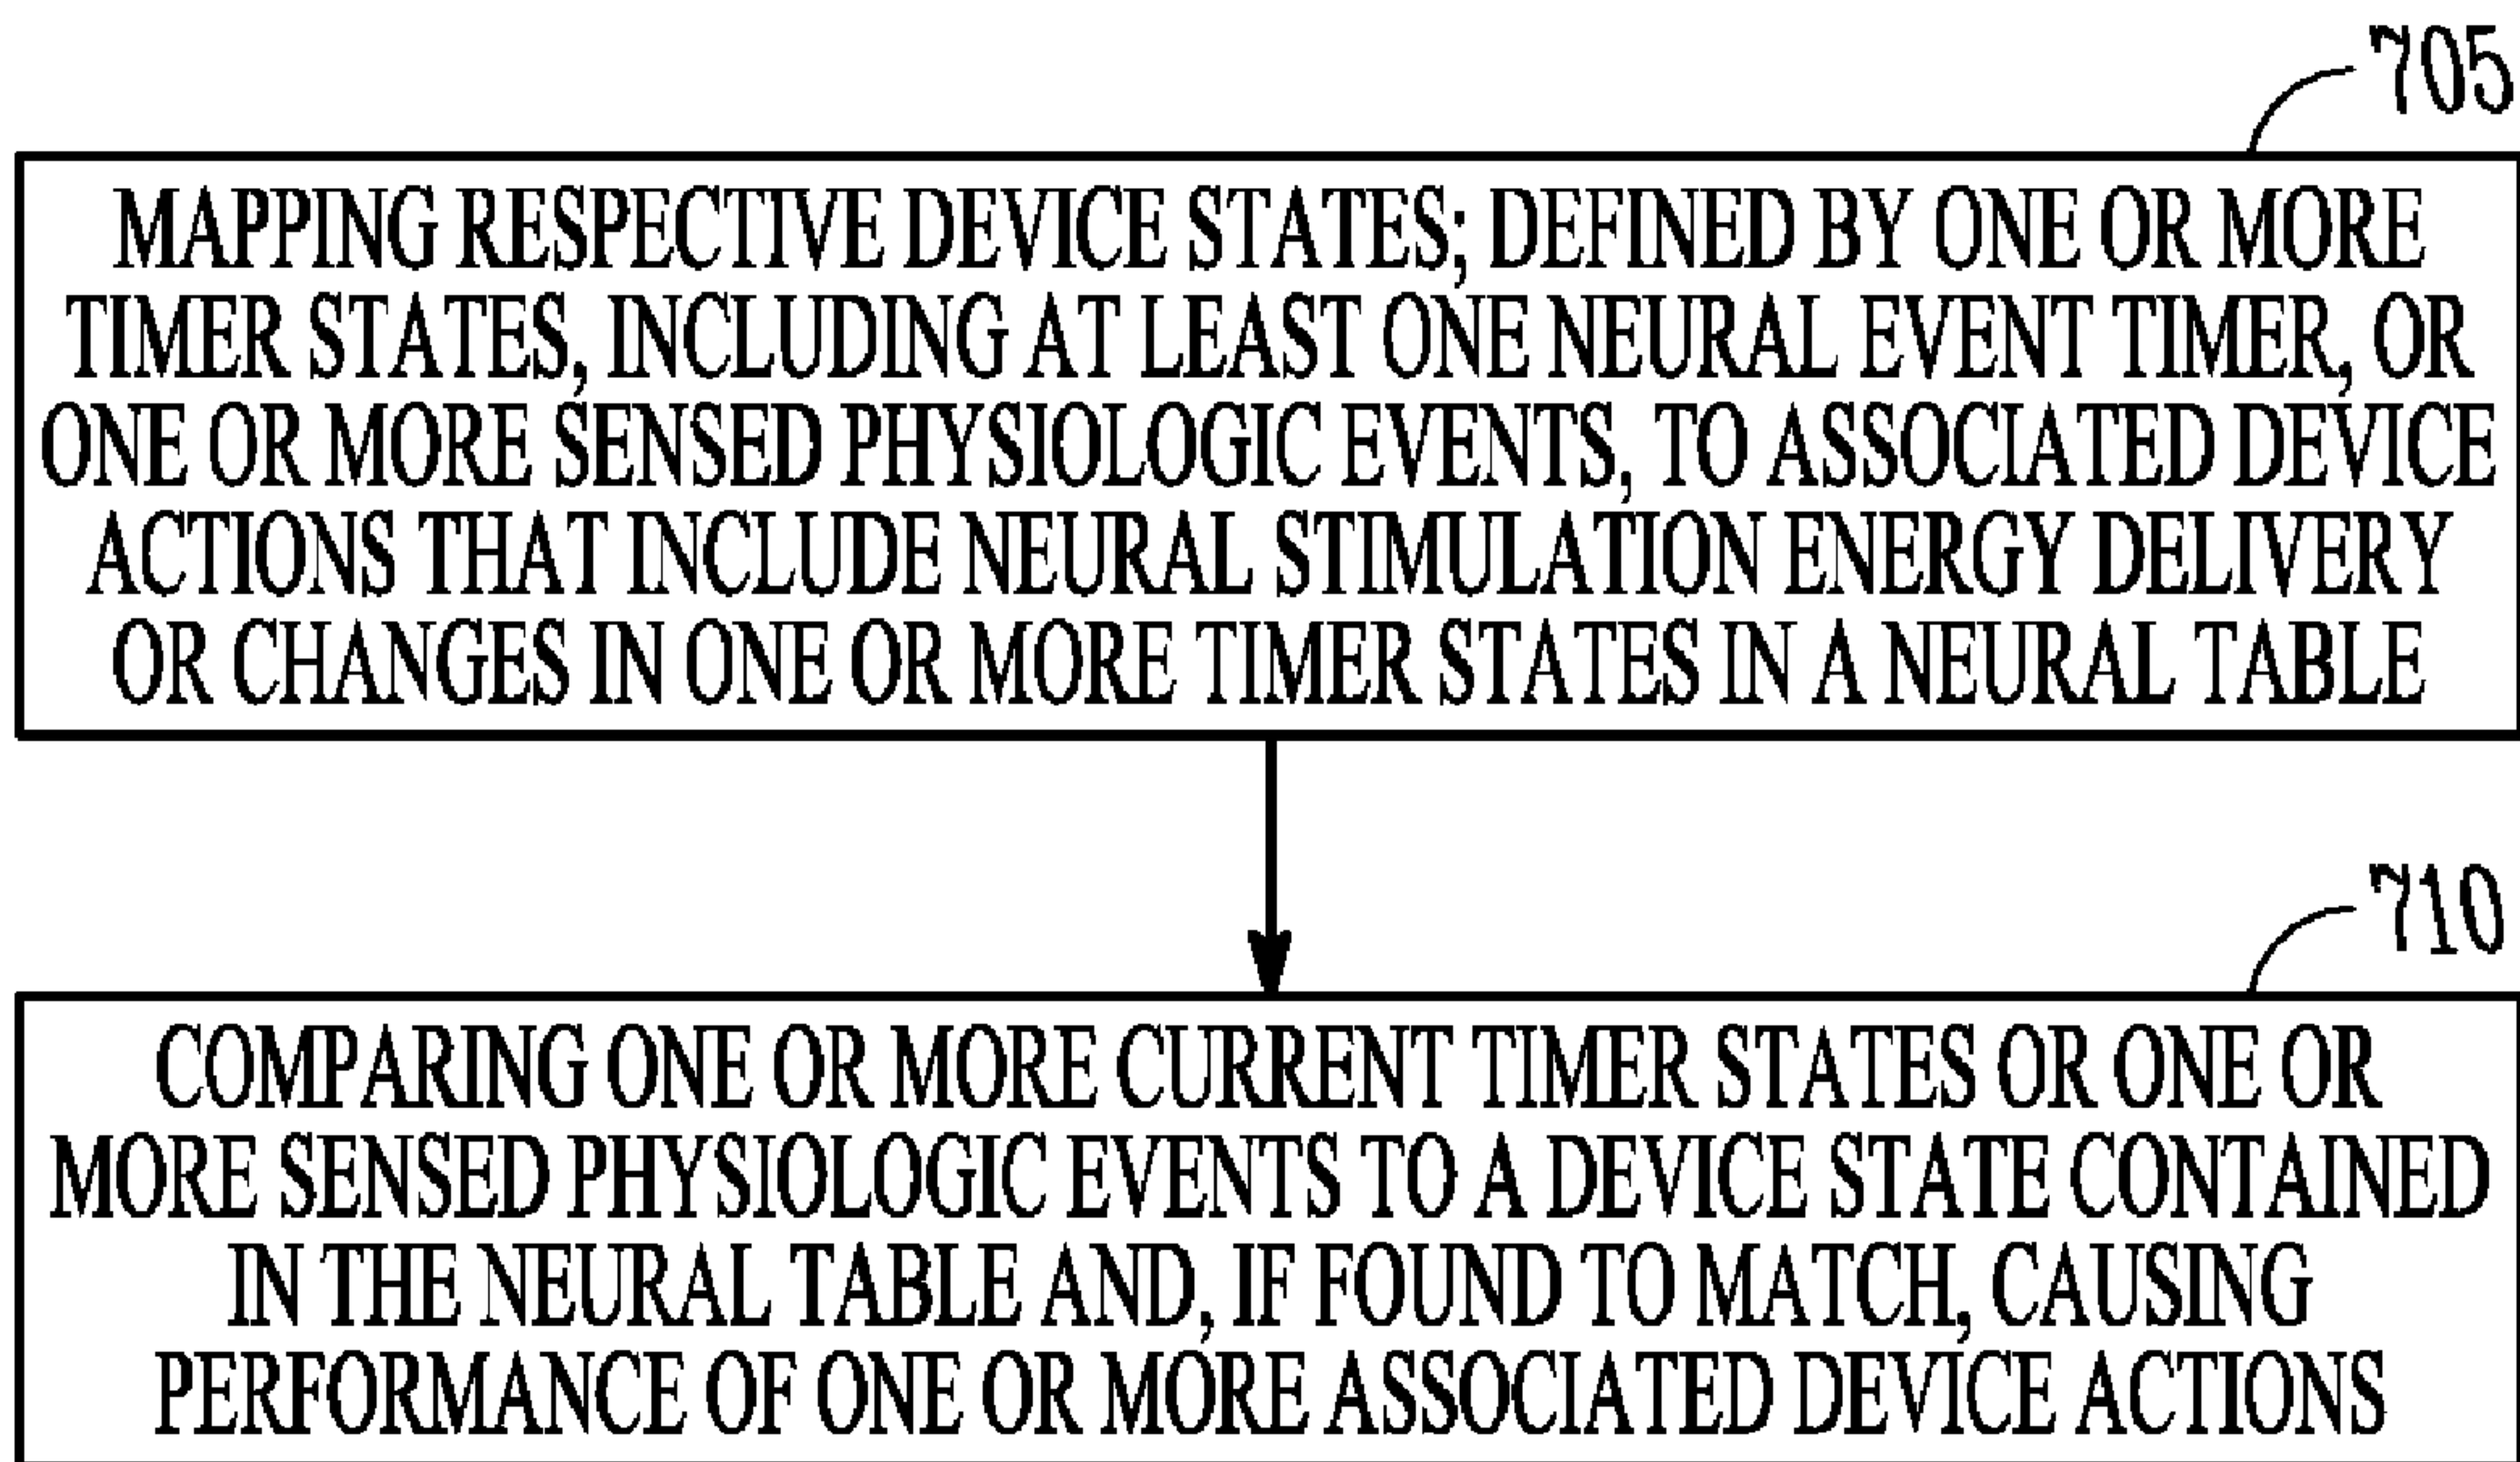 705
MAPPING RESPECTIVE DEVICE STATES; DEFINED BY ONE OR MORE
TIMER STATES, INCLUDING AT LEAST ONE NEURAL EVENT TIMER, OR
ONE OR MORE SENSED PHYSIOLOGIC EVENTS, TO ASSOCIATED DEVICE
ACTIONS THAT INCLUDE NEURAL STIMULATION ENERGY DELIVERY
OR CHANGES IN ONE OR MORE TIMER STATES IN A NEURAL TABLE
710
COMPARING ONE OR MORE CURRENT TIMER STATES OR ONE OR
MORE SENSED PHYSIOLOGIC EVENTS TO A DEVICE STATE CONTAINED
IN THE NEURAL TABLE AND, IF FOUND TO MATCH, CAUSING
PERFORMANCE OF ONE OR MORE ASSOCIATED DEVICE ACTIONS